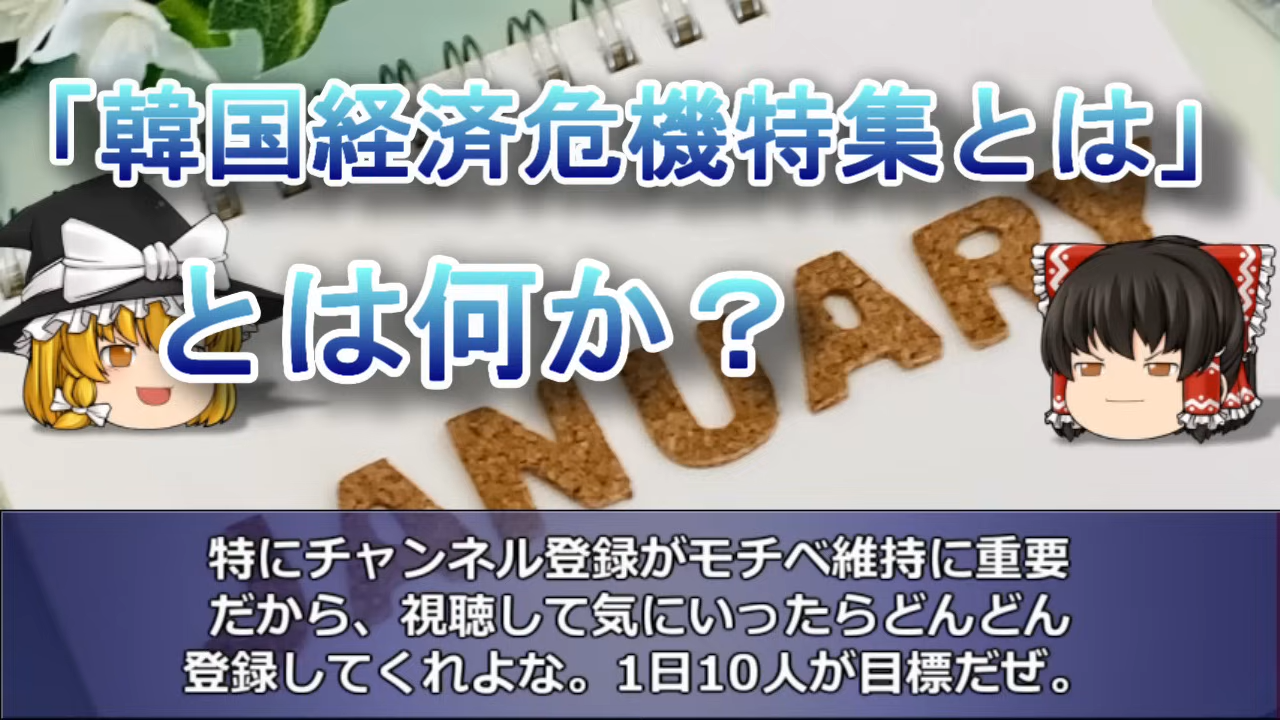 「韓国経済危機特集とは」
とは何か？
JANUARY
特にチャンネル登録がモチベ維持に重要
だから、視聴して気にいったらどんどん
登録してくれよな。1日10人が目標だぜ。